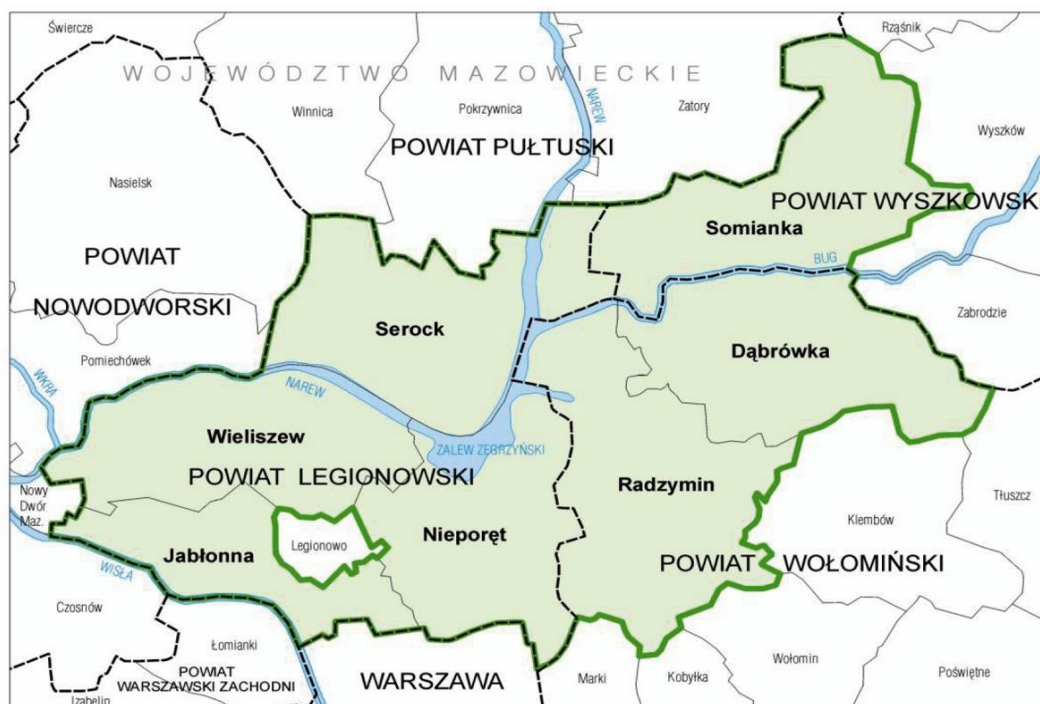 Świercze
Rząśnik
WOJEWÓDZTWO MAZOWIECKIE
Winnica
Pokrzywnica
NAREW
Zatory
Wyszków
POWIAT PUŁTUSKI
Nasielsk
POWIAT WYSZKOWSKI
Somianka
POWIAT
NOWODWORSKI
BUG
Serock
Zabrodzie
Dąbrówka
Pomiechówek
WKRA
NAREW
Wieliszew
ZALEW ZEGRZYŃSKI
POWIAT LEGIONOWSKI
Radzymin
Nowy
Dwór
Maz.
Tłuszcz
Klembów
Nieporęt
Legionowo
Jabłonna
POWIAT WOŁOMIŃSKI
WISŁA
Czosnów
Łomianki
Wołomin
Poświętne
POWIAT
WARSZAWSKI ZACHODNI
WARSZAWA
Marki
Kobyłka
Izabelin